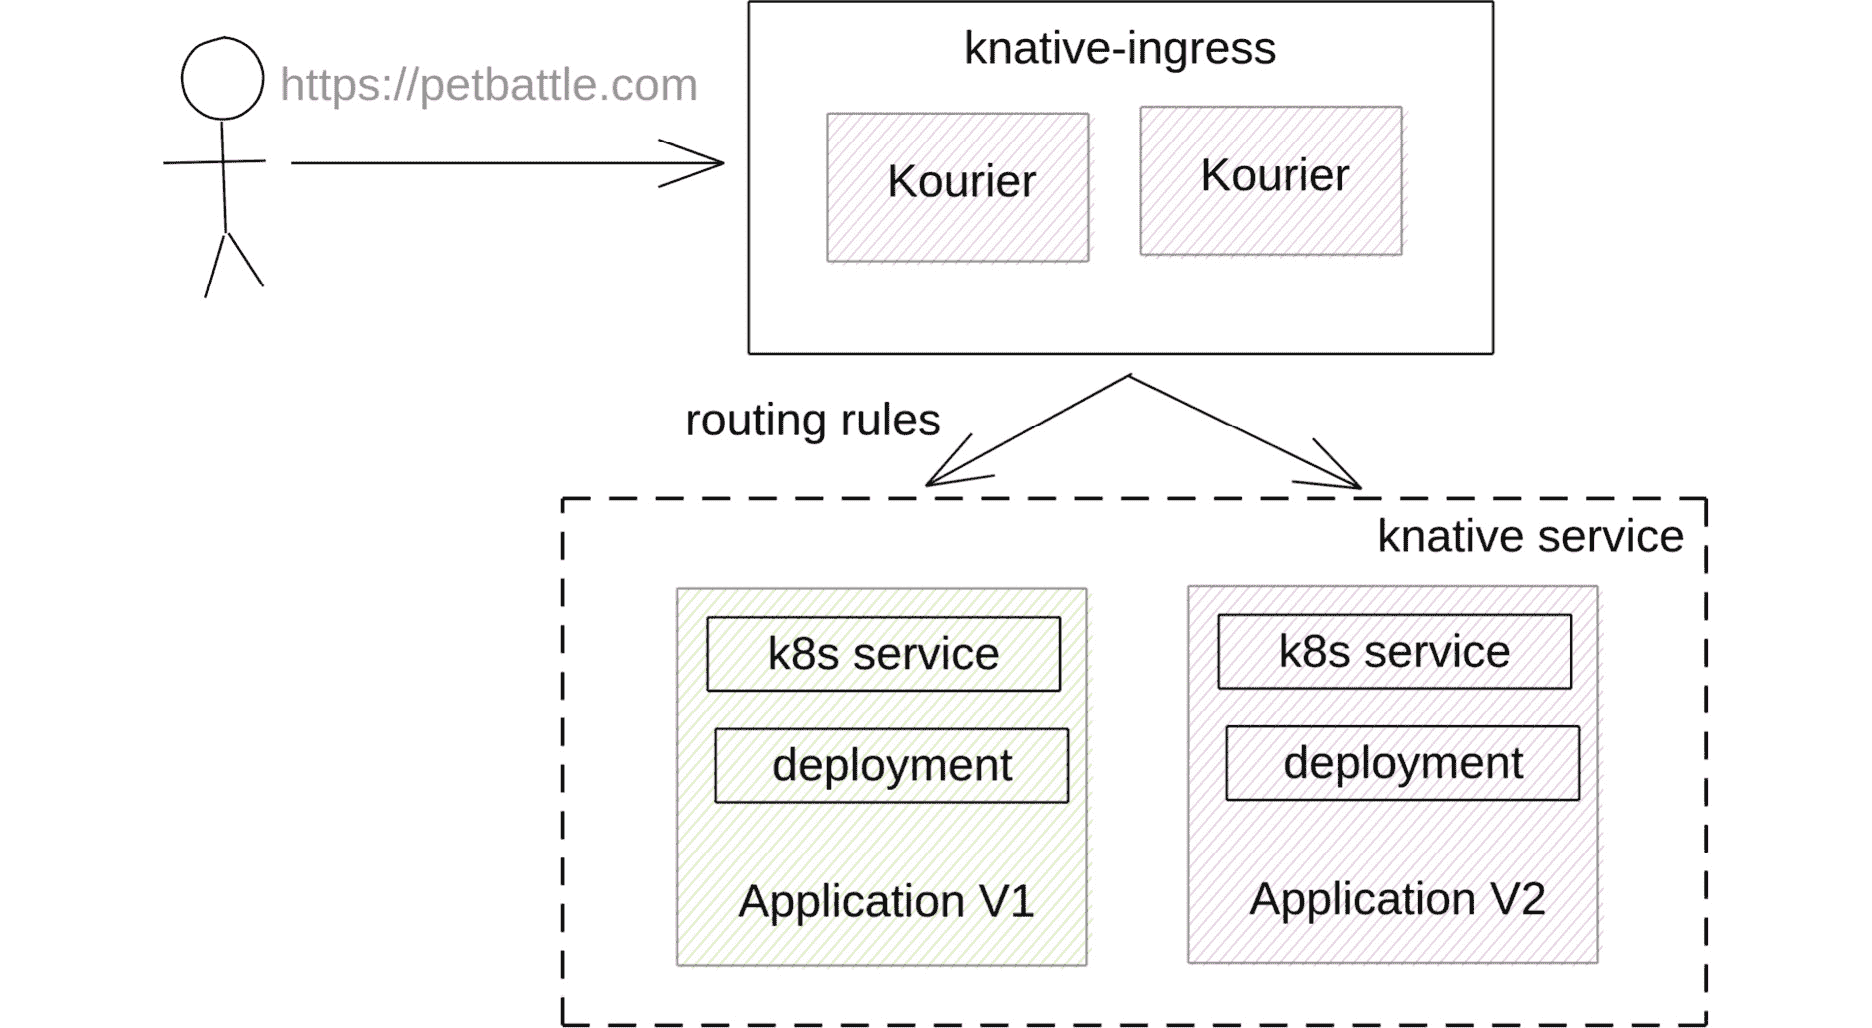 https://petbattle.com
knative-ingress
Kourier
Kourier
routing rules
knative service
k8s service
deployment
Application V1
k8s service
deployment
Application V2